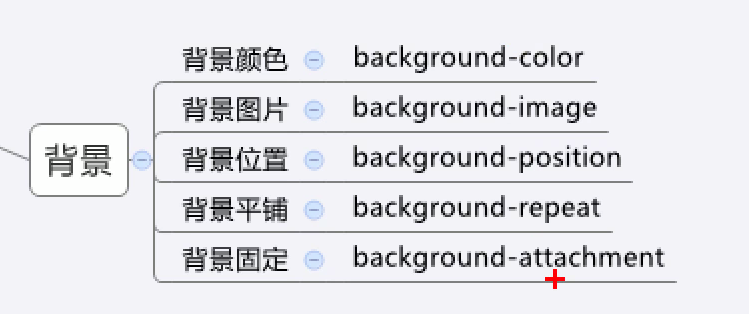 背景
背景颜色 background-color
背景图片 background-image
背景位置 background-position
背景平铺 background-repeat
背景固定 background-attachment